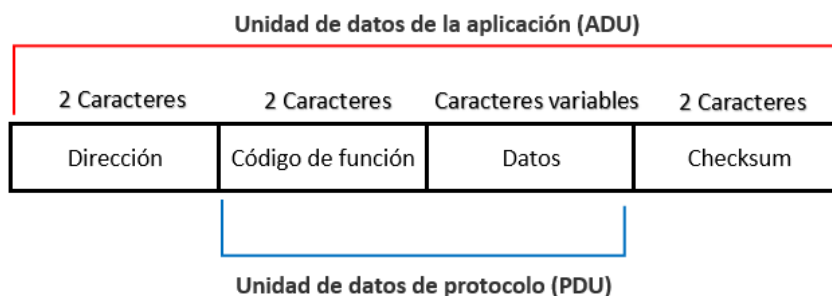 Unidad de datos de la aplicación (ADU)
2 Caracteres 2 Caracteres Caracteres variables 2 Caracteres
Dirección Código de función Datos Checksum
Unidad de datos de protocolo (PDU)